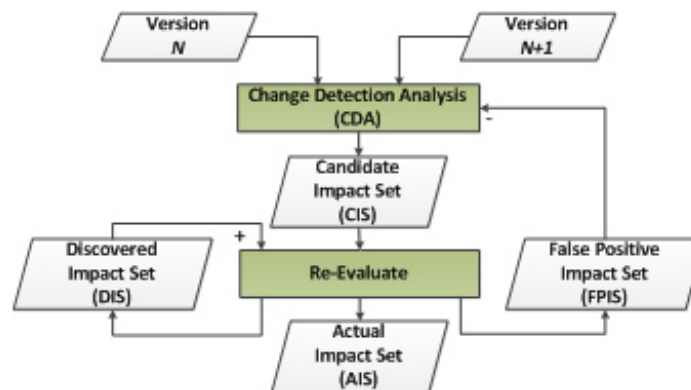 Version
N
Version
N+1
Change Detection Analysis
(CDA)
-
Candidate
Impact Set
(CIS)
+
Discovered
Impact Set
(DIS)
Re-Evaluate
False Positive
Impact Set
(FPIS)
Actual
Impact Set
(AIS)